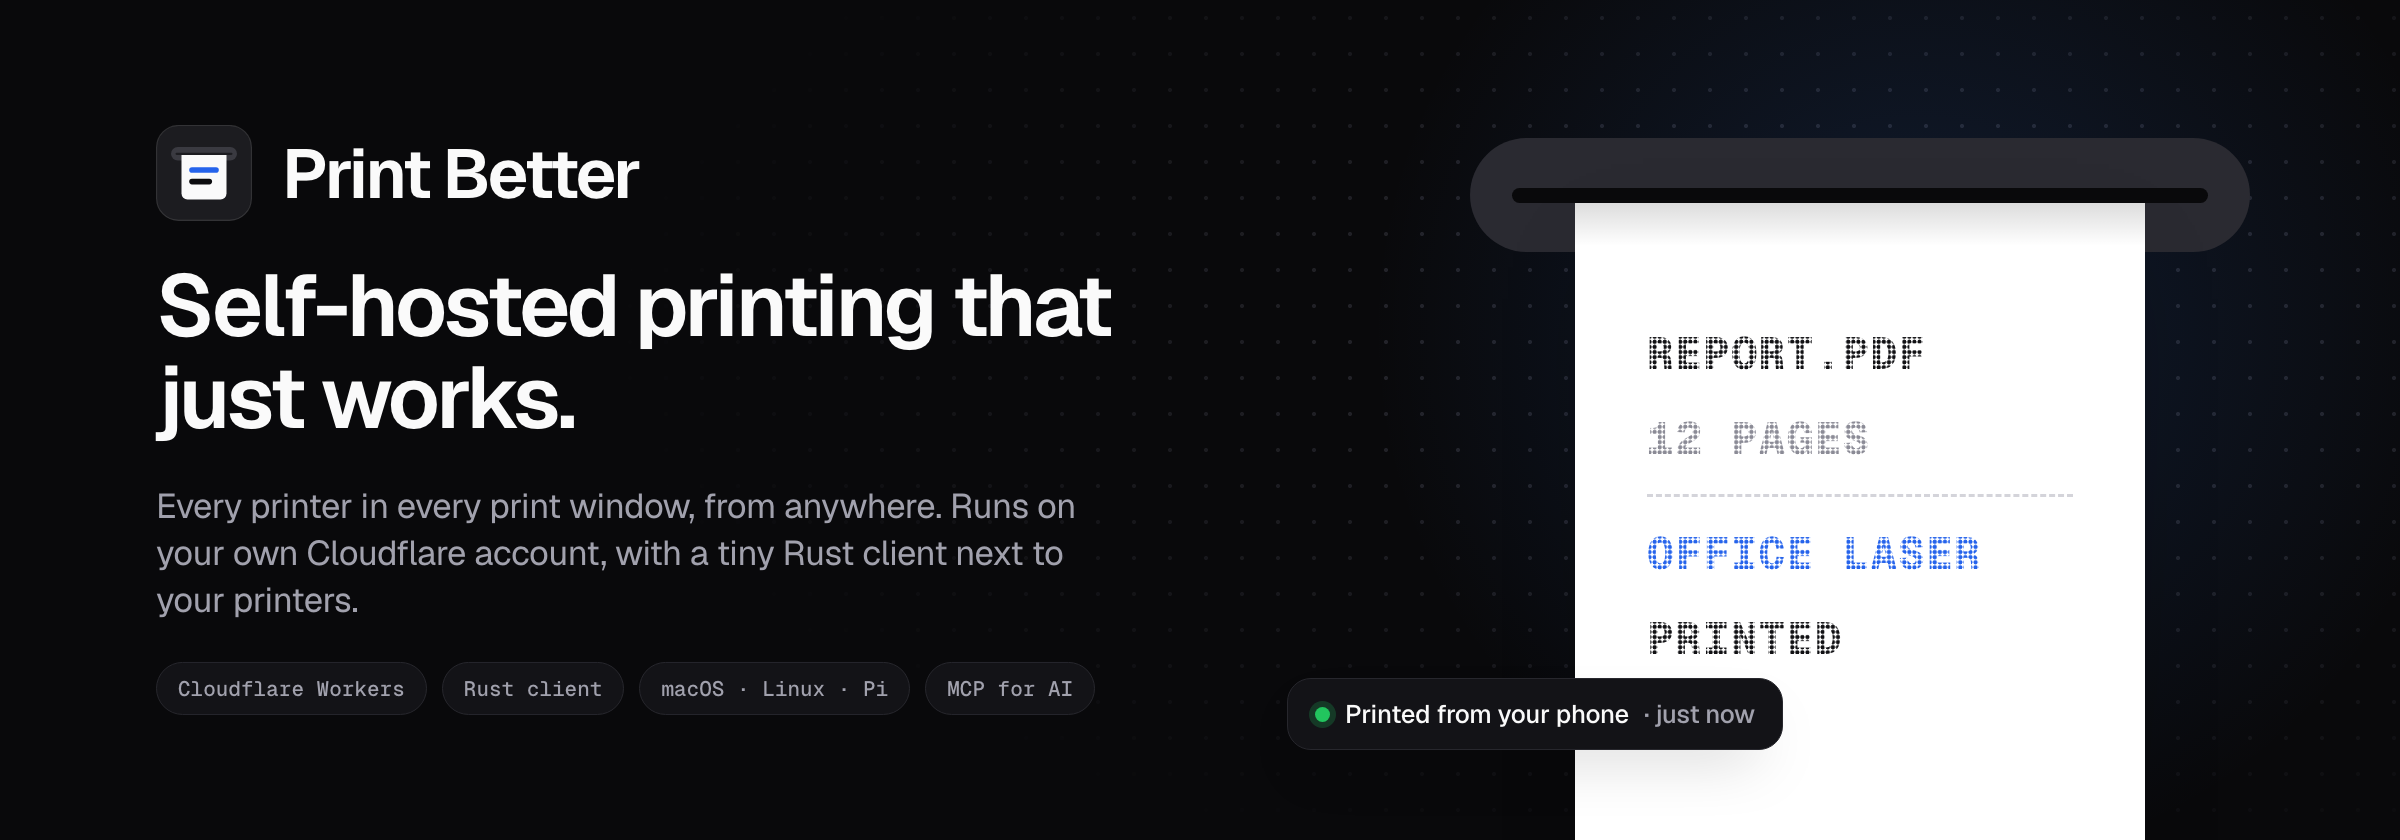 Print Better
Self-hosted printing that
just works.
Every printer in every print window, from anywhere. Runs on
your own Cloudflare account, with a tiny Rust client next to
your printers.
Cloudflare Workers
Rust client
macOS · Linux · Pi
MCP for AI
REPORT.PDF
12 PAGES
OFFICE LASER
PRINTED
Printed from your phone · just now